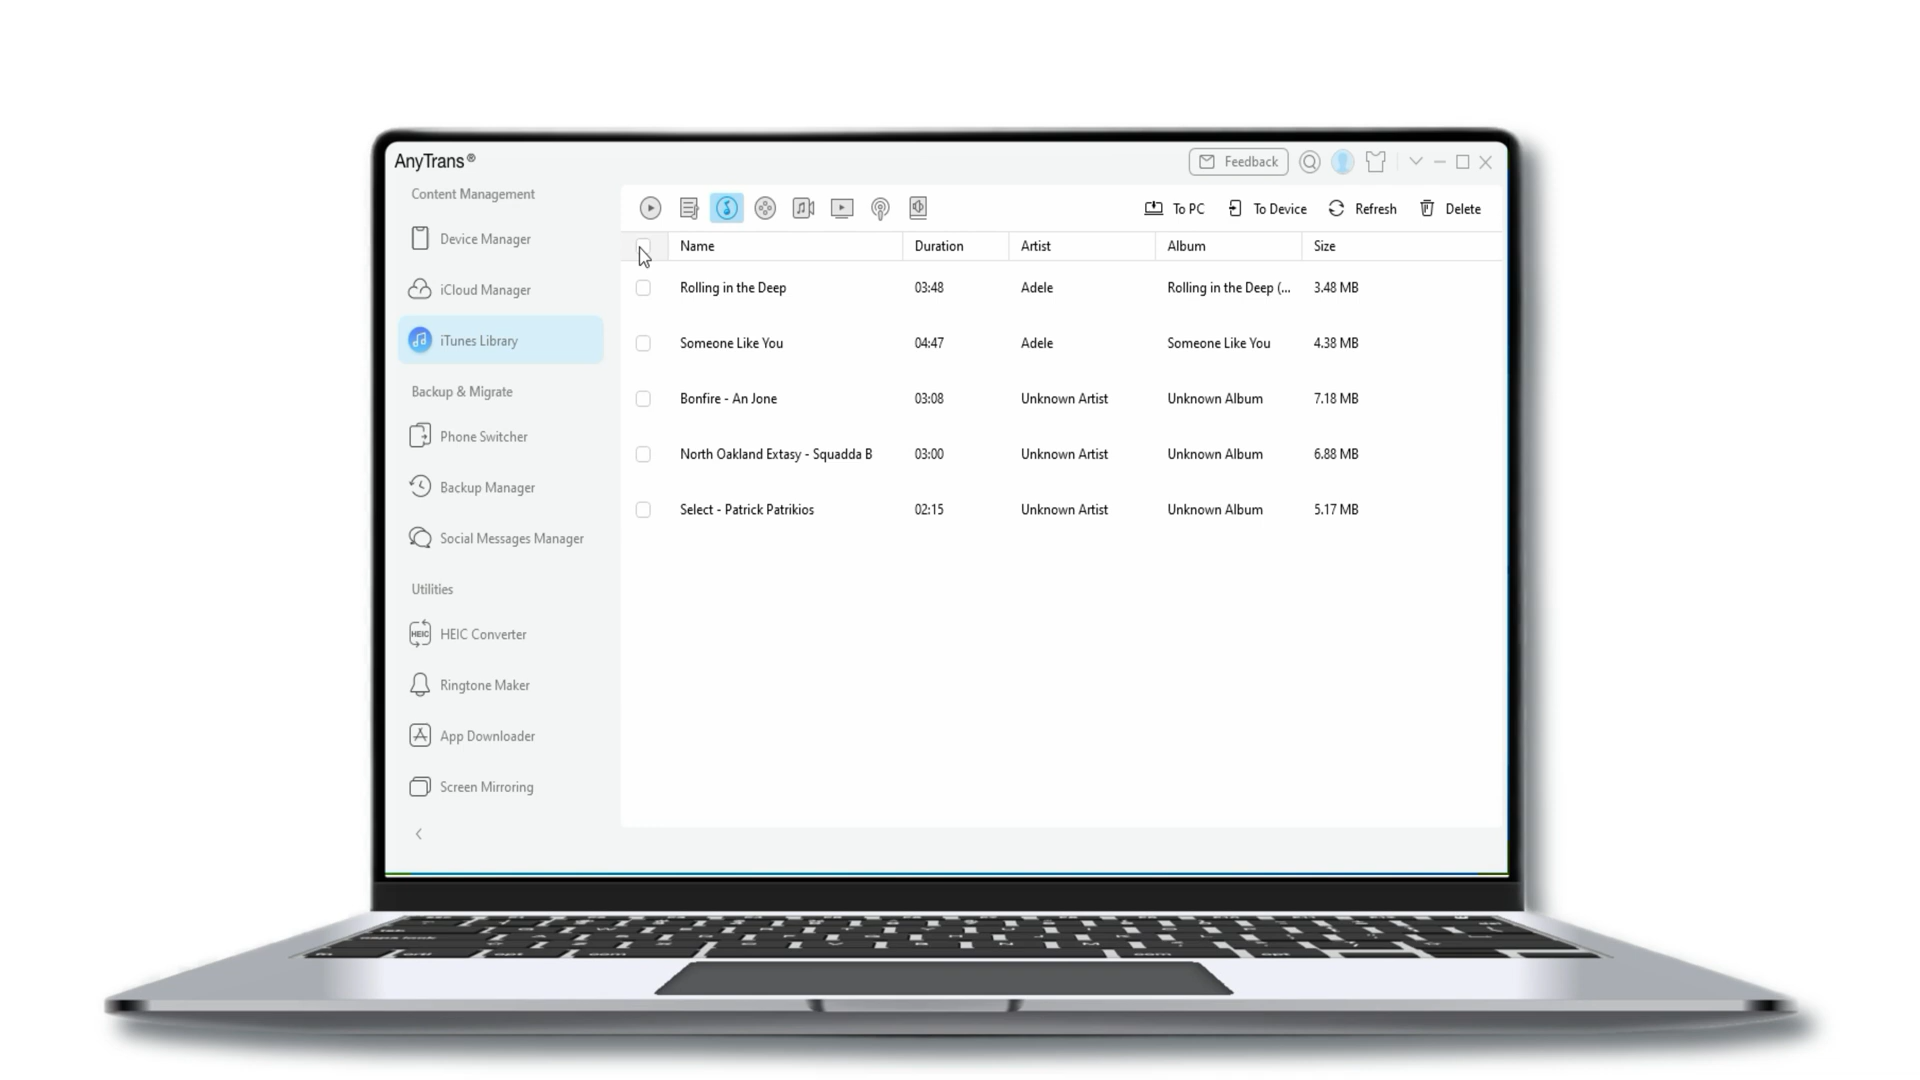 AnyTrans®
Feedback
Content Management
Device Manager
iCloud Manager
iTunes Library
Backup & Migrate
Phone Switcher
Backup Manager
Social Messages Manager
Utilities
HEIC
HEIC Converter
Ringtone Maker
App Downloader
Screen Mirroring
To PC To Device Refresh Delete
Name Duration Artist Album Size
Rolling in the Deep 03:48 Adele Rolling in the Deep (... 3.48 MB
Someone Like You 04:47 Adele Someone Like You 4.38 MB
Bonfire - An Jone 03:08 Unknown Artist Unknown Album 7.18 MB
North Oakland Extasy - Squadda B 03:00 Unknown Artist Unknown Album 6.88 MB
Select - Patrick Patrikios 02:15 Unknown Artist Unknown Album 5.17 MB